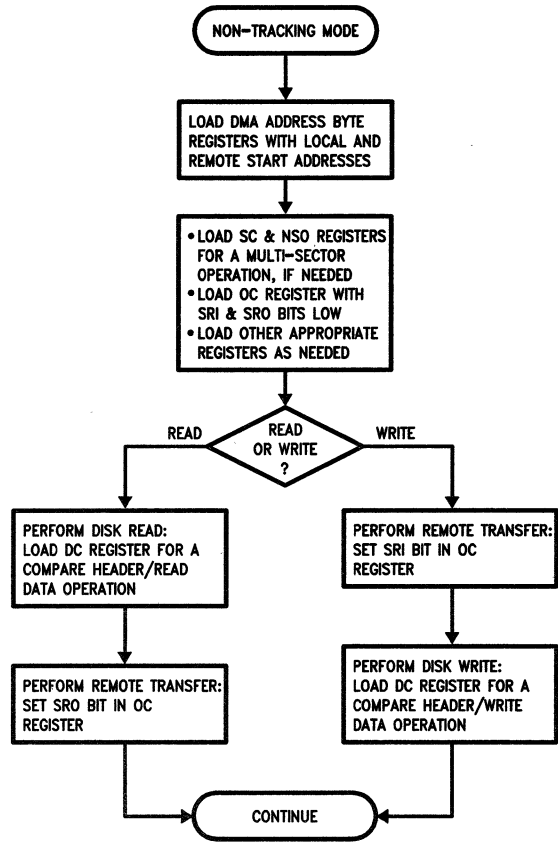 NON-TRACKING MODE
LOAD DMA ADDRESS BYTE
REGISTERS WITH LOCAL AND
REMOTE START ADDRESSES
• LOAD SC & NSO REGISTERS
FOR A MULTI-SECTOR
OPERATION, IF NEEDED
• LOAD OC REGISTER WITH
SRI & SRO BITS LOW
• LOAD OTHER APPROPRIATE
REGISTERS AS NEEDED
READ
OR WRITE
?
READ
WRITE
PERFORM DISK READ:
LOAD DC REGISTER FOR A
COMPARE HEADER/READ
DATA OPERATION
PERFORM REMOTE TRANSFER:
SET SRO BIT IN OC
REGISTER
PERFORM REMOTE TRANSFER:
SET SRI BIT IN OC
REGISTER
PERFORM DISK WRITE:
LOAD DC REGISTER FOR A
COMPARE HEADER/WRITE
DATA OPERATION
CONTINUE